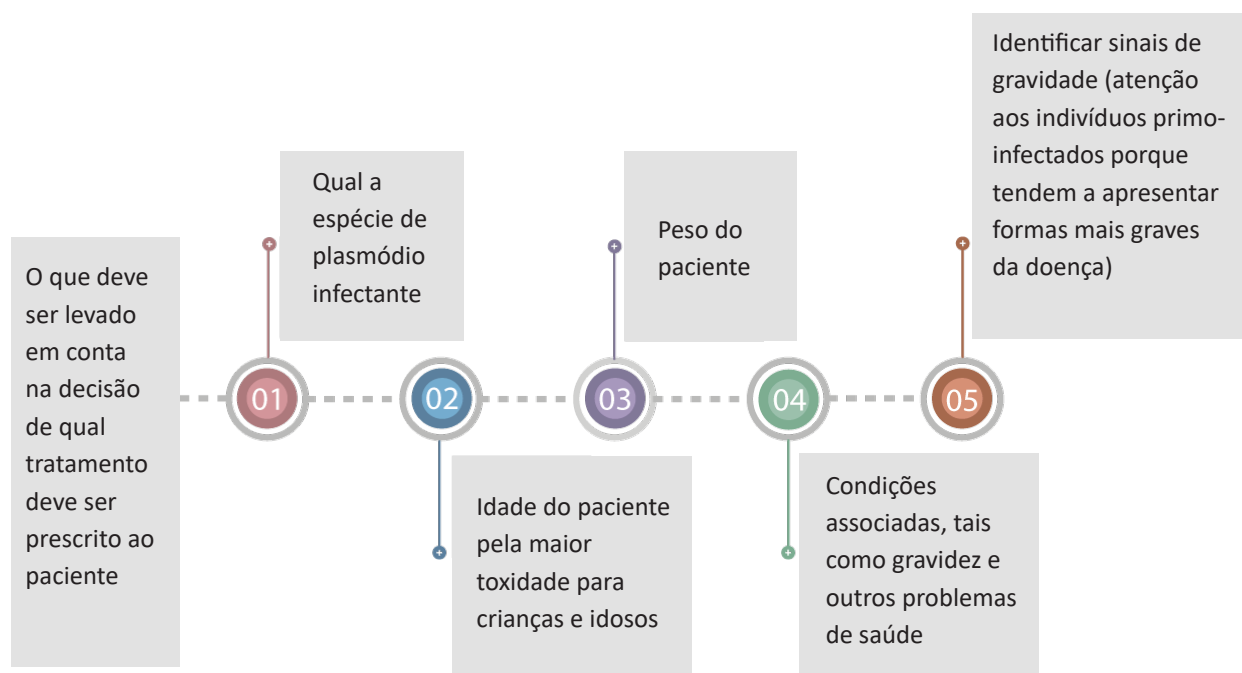 O que deve
ser levado
em conta
na decisão
de qual
tratamento
deve ser
prescrito ao
paciente
01
Qual a
espécie de
plasmódio
infectante
02
Idade do paciente
pela maior
toxidade para
crianças e idosos
03
Peso do
paciente
04
Condições
associadas, tais
como gravidez e
outros problemas
de saúde
05
Identificar sinais de
gravidade (atenção
aos indivíduos primo-
infectados porque
tendem a apresentar
formas mais graves
da doença)